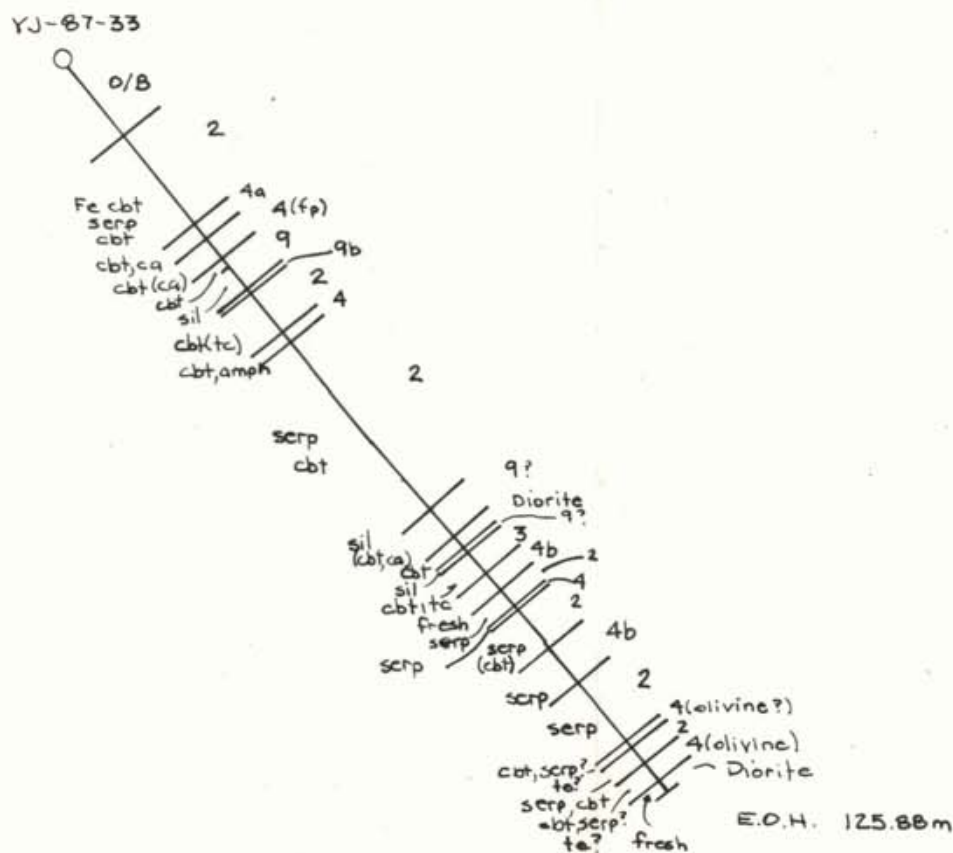 YJ-87-33
O/B
2
4a
Fe cbt
serp
cbt
4(fp)
9
9b
cbt,ca
cbt(ca)
cbt
2
sil
4
cbt(tc)
cbt,amph
2
serp
cbt
9?
Diorite
9?
sil
(cbt,ca)
cbt
3
4b
2
sil
cbt,tc
4
fresh
2
serp
serp
serp
(cbt)
4b
serp
2
serp
4(olivine?)
2
4(olivine)
Diorite
cbt,serp?
tc?
serp,cbt
cbt,serp?
tc?
fresh
E.O.H. 125.88m